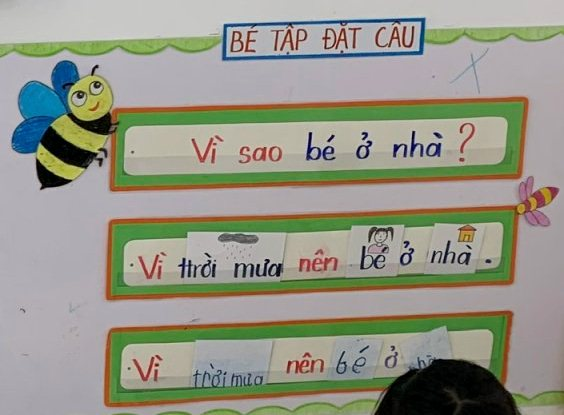 BÉ TẬP ĐẶT CÂU
Vì sao bé ở nhà ?
Vì trời mưa nên bé ở nhà .
Vì trời mưa nên bé ở